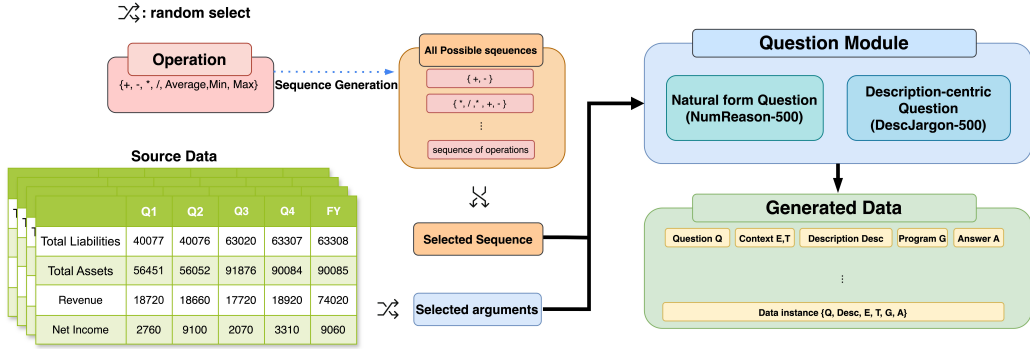 : random select
Operation
{+, -, *, /, Average,Min, Max}
Sequence Generation
All Possible sqeuences
{ +, - }
{ *, / ,* , +, - }
⋮
sequence of operations
Question Module
Natural form Question
(NumReason-500)
Description-centric
Question
(DescJargon-500)
Source Data
Q1 Q2 Q3 Q4 FY
Total Liabilities 40077 40076 63020 63307 63308
Total Assets 56451 56052 91876 90084 90085
Revenue 18720 18660 17720 18920 74020
Net Income 2760 9100 2070 3310 9060
Selected Sequence
Selected arguments
Generated Data
Question Q Context E,T Description Desc Program G Answer A
⋮
Data instance {Q, Desc, E, T, G, A}